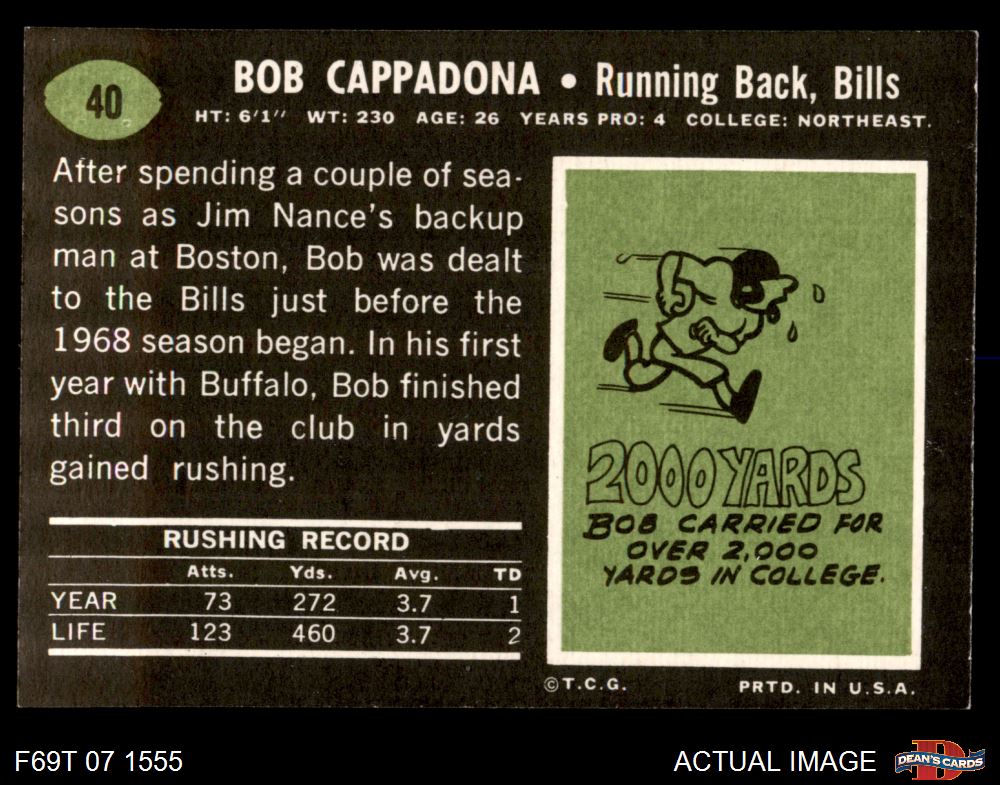 40
BOB CAPPADONA • Running Back, Bills
HT: 6'1" WT: 230 AGE: 26 YEARS PRO: 4 COLLEGE: NORTHEAST.
After spending a couple of sea-
sons as Jim Nance's backup
man at Boston, Bob was dealt
to the Bills just before the
1968 season began. In his first
year with Buffalo, Bob finished
third on the club in yards
gained rushing.
RUSHING RECORD
Atts. Yds. Avg. TD
YEAR 73 272 3.7 1
LIFE 123 460 3.7 2
2000 YARDS
BOB CARRIED FOR
OVER 2,000
YARDS IN COLLEGE.
©T.C.G. PRTD. IN U.S.A.
F69T 07 1555 ACTUAL IMAGE
D
DEAN'S CARDS